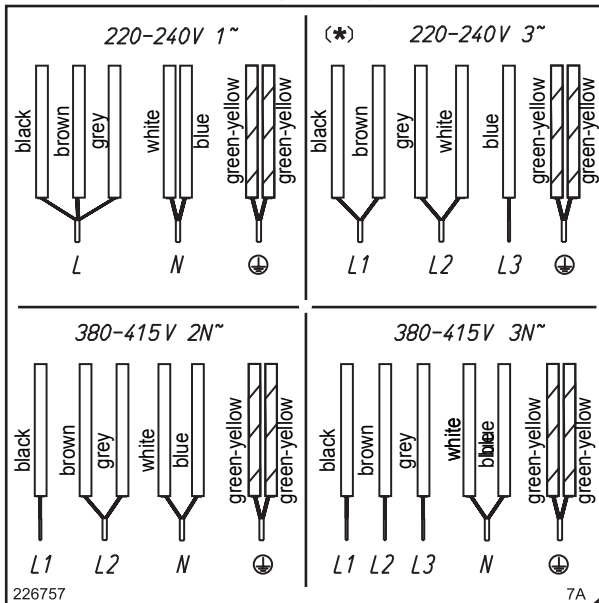 220-240V 1~
black
brown
grey
white
blue
green-yellow
green-yellow
L
N
(*) 220-240V 3~
black
brown
grey
white
blue
green-yellow
green-yellow
L1
L2
L3
380-415V 2N~
black
brown
grey
white
blue
green-yellow
green-yellow
L1
L2
N
380-415V 3N~
black
brown
grey
white
blue
green-yellow
green-yellow
L1
L2
L3
N
226757
7A